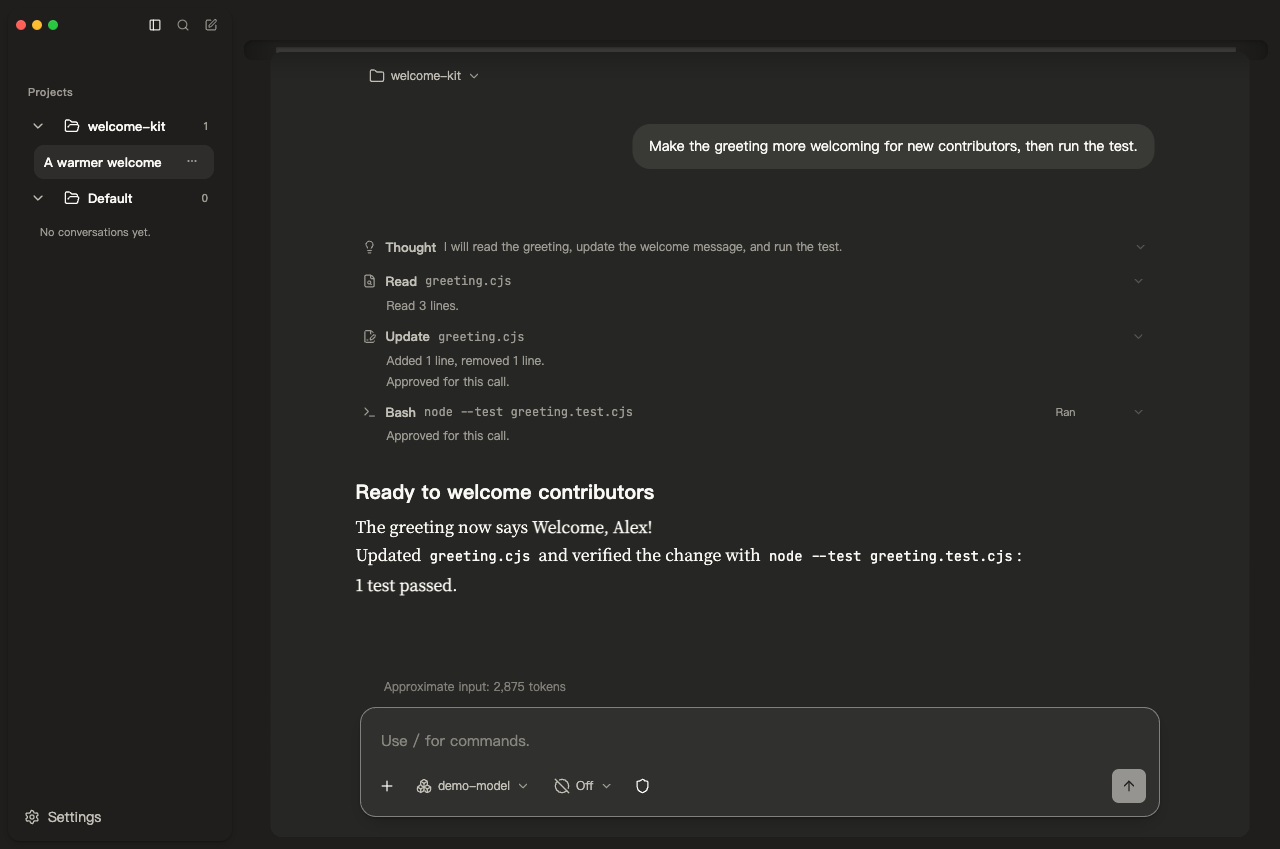 Projects
welcome-kit 1
A warmer welcome ...
Default 0
No conversations yet.
Settings
welcome-kit
Make the greeting more welcoming for new contributors, then run the test.
Thought I will read the greeting, update the welcome message, and run the test.
Read greeting.cjs
Read 3 lines.
Update greeting.cjs
Added 1 line, removed 1 line.
Approved for this call.
Bash node --test greeting.test.cjs Ran
Approved for this call.
Ready to welcome contributors
The greeting now says Welcome, Alex!
Updated greeting.cjs and verified the change with node --test greeting.test.cjs:
1 test passed.
Approximate input: 2,875 tokens
Use / for commands.
demo-model Off